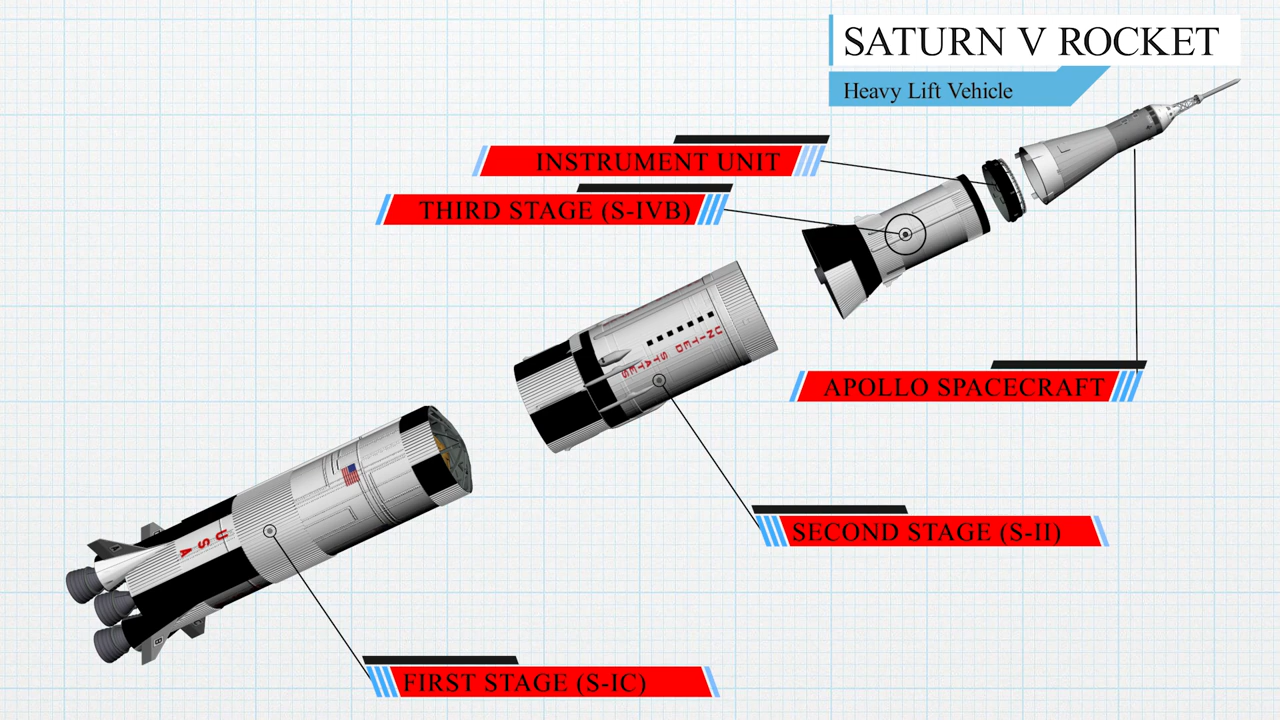 SATURN V ROCKET
Heavy Lift Vehicle
INSTRUMENT UNIT
THIRD STAGE (S-IVB)
UNITED STATES
APOLLO SPACECRAFT
USA
SECOND STAGE (S-II)
FIRST STAGE (S-IC)